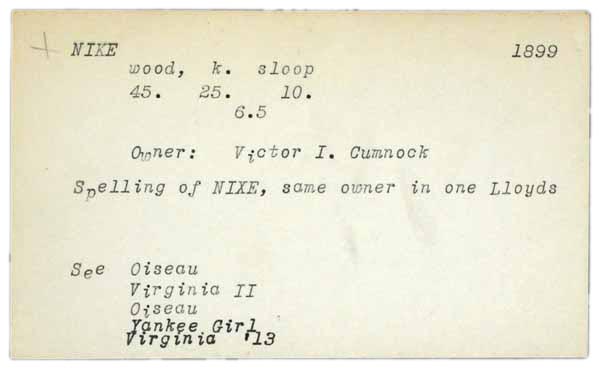 NIKE 1899
wood, k. sloop
45. 25. 10.
6.5
Owner: Victor I. Cumnock
Spelling of NIXE, same owner in one Lloyds
See Oiseau
Virginia II
Oiseau
Yankee Girl
Virginia '13